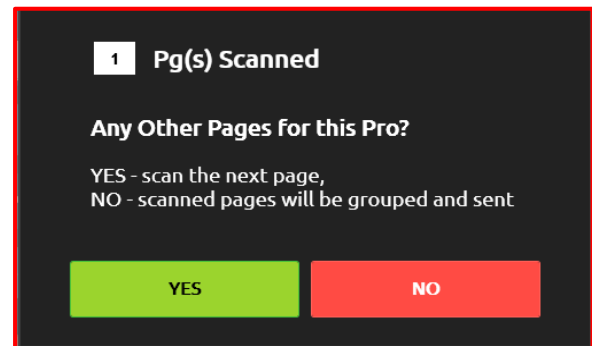 1 Pg(s) Scanned
Any Other Pages for this Pro?
YES - scan the next page,
NO - scanned pages will be grouped and sent
YES NO